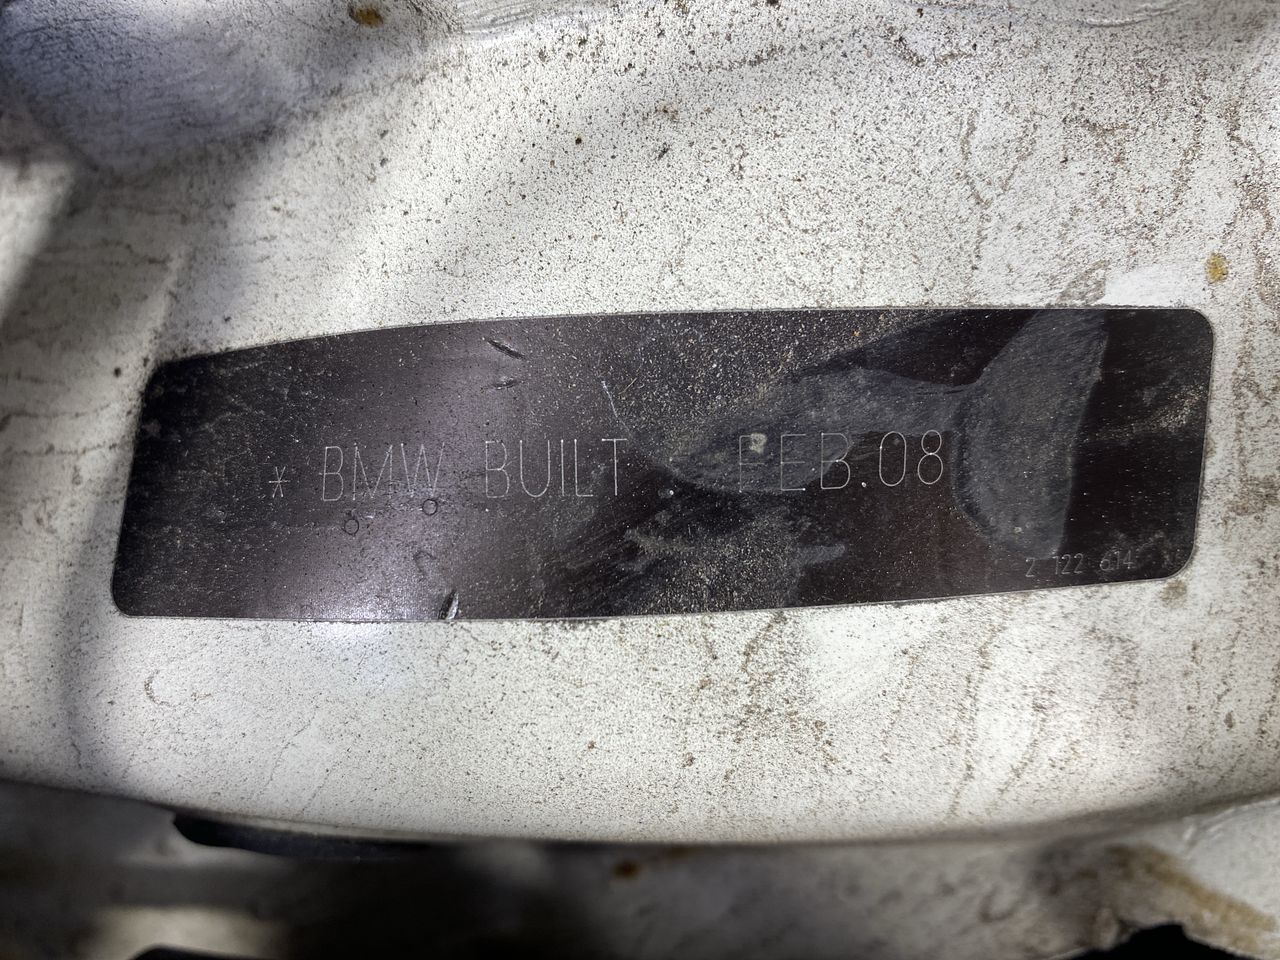 * BMW BUILT . FEB.08
2 122 614